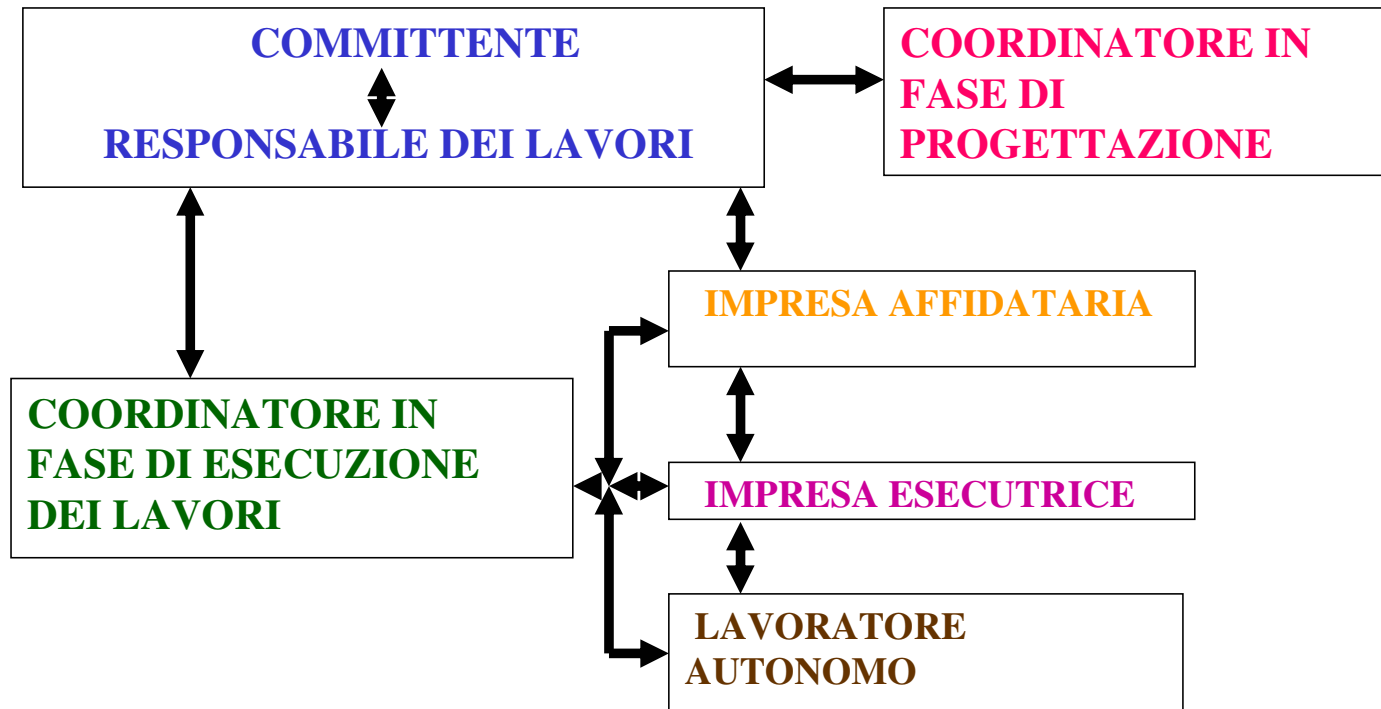 COMMITTENTE
RESPONSABILE DEI LAVORI
COORDINATORE IN
FASE DI
PROGETTAZIONE
IMPRESA AFFIDATARIA
COORDINATORE IN
FASE DI ESECUZIONE
DEI LAVORI
IMPRESA ESECUTRICE
LAVORATORE
AUTONOMO